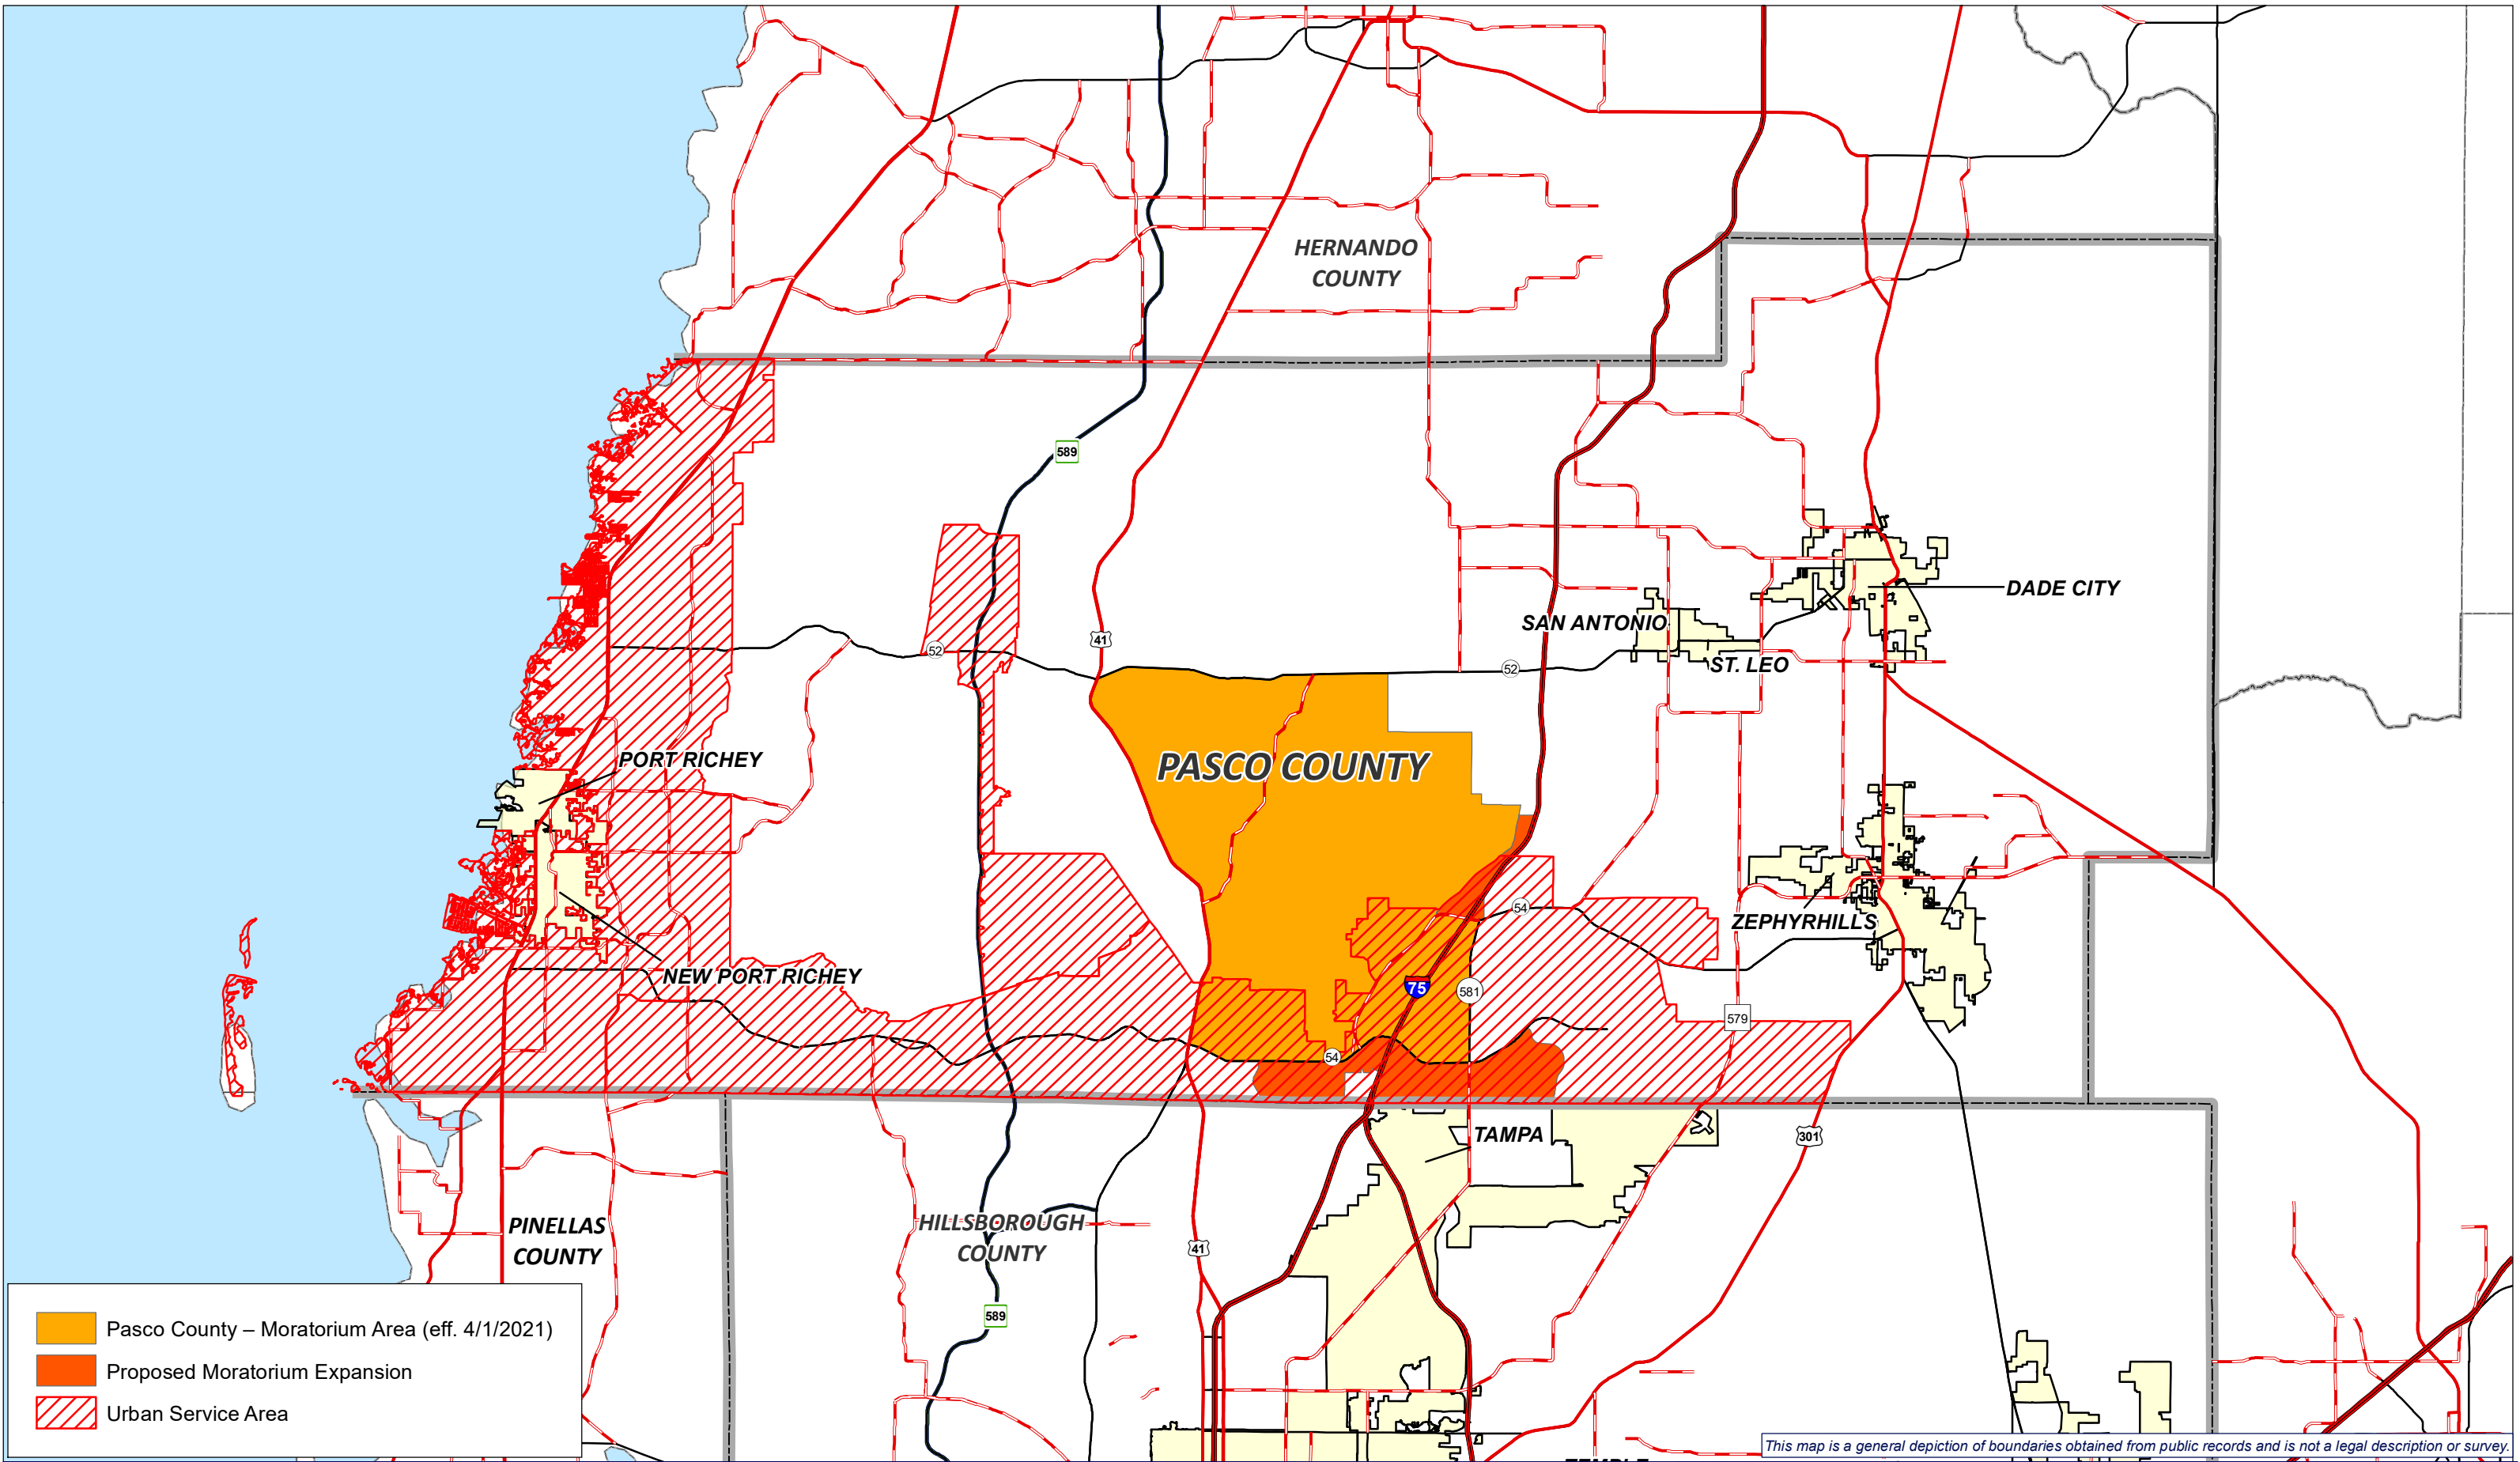 HERNANDO
COUNTY
589
41
52
52
DADE CITY
SAN ANTONIO
ST. LEO
PORT RICHEY
PASCO COUNTY
54
ZEPHYRHILLS
NEW PORT RICHEY
75
581
579
54
TAMPA
301
PINELLAS
COUNTY
HILLSBOROUGH
COUNTY
41
589
Pasco County – Moratorium Area (eff. 4/1/2021)
Proposed Moratorium Expansion
Urban Service Area
This map is a general depiction of boundaries obtained from public records and is not a legal description or survey.